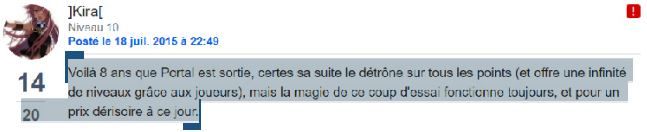 ]Kira[
Niveau 10
Posté le 18 juil. 2015 à 22:49
14
20
Voilà 8 ans que Portal est sortie, certes sa suite le détrône sur tous les points (et offre une infinité
de niveaux grâce aux joueurs), mais la magie de ce coup d'essai fonctionne toujours, et pour un
prix dérisoire à ce jour.